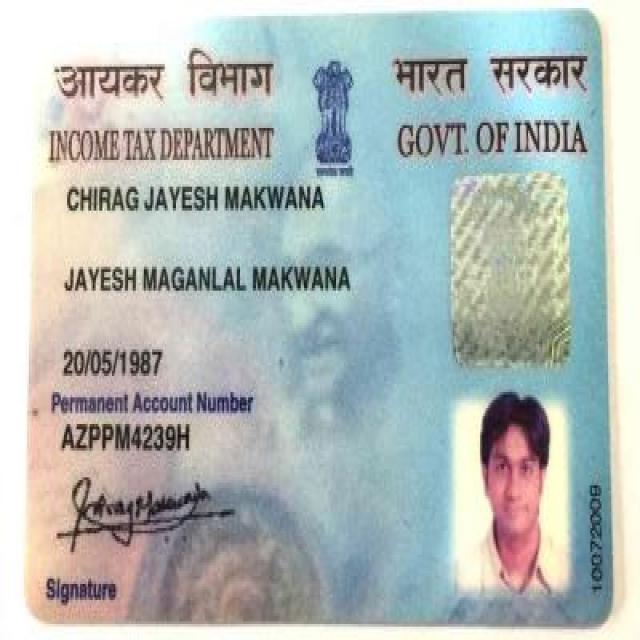 आयकर विभाग
भारत सरकार
INCOME TAX DEPARTMENT
GOVT. OF INDIA
CHIRAG JAYESH MAKWANA
JAYESH MAGANLAL MAKWANA
20/05/1987
Permanent Account Number
AZPPM4239H
Signature
10072009